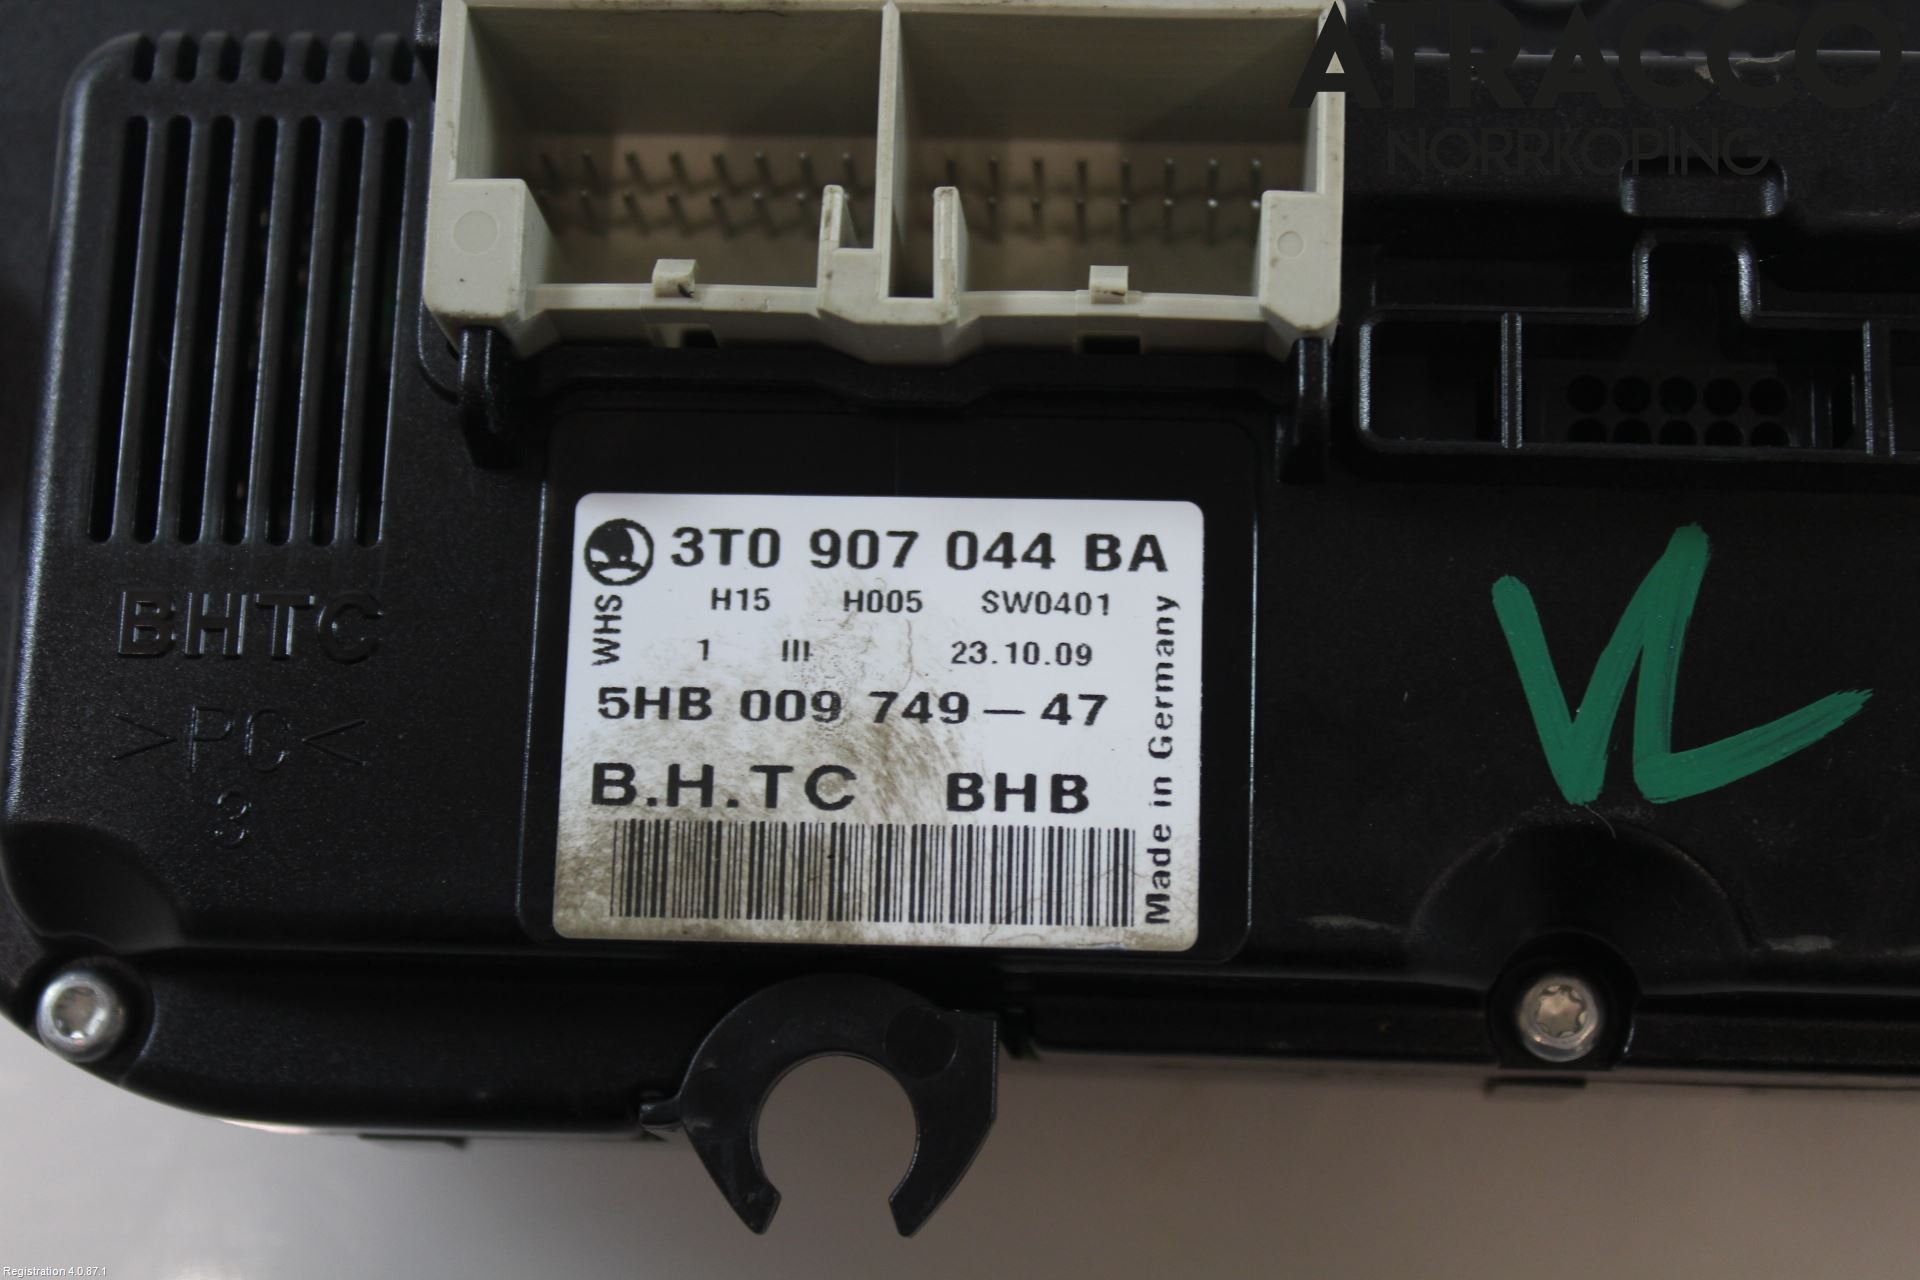 ATRACCO
NORRKÖPING
3T0 907 044 BA
H15 H005 SW0401
WHS
1 III 23.10.09
5HB 009 749-47
B.H.TC BHB
Made in Germany
BHTC
>PC<
3
VL
Registration 4.0.87.1